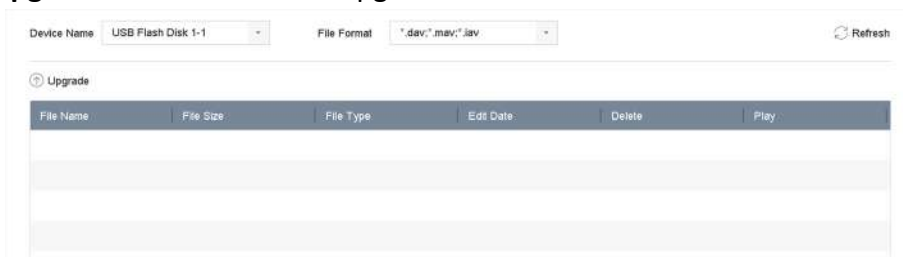 Device Name USB Flash Disk 1-1 File Format *.dav;*.mav;*.iav Refresh
Upgrade
File Name File Size File Type Edit Date Delete Play